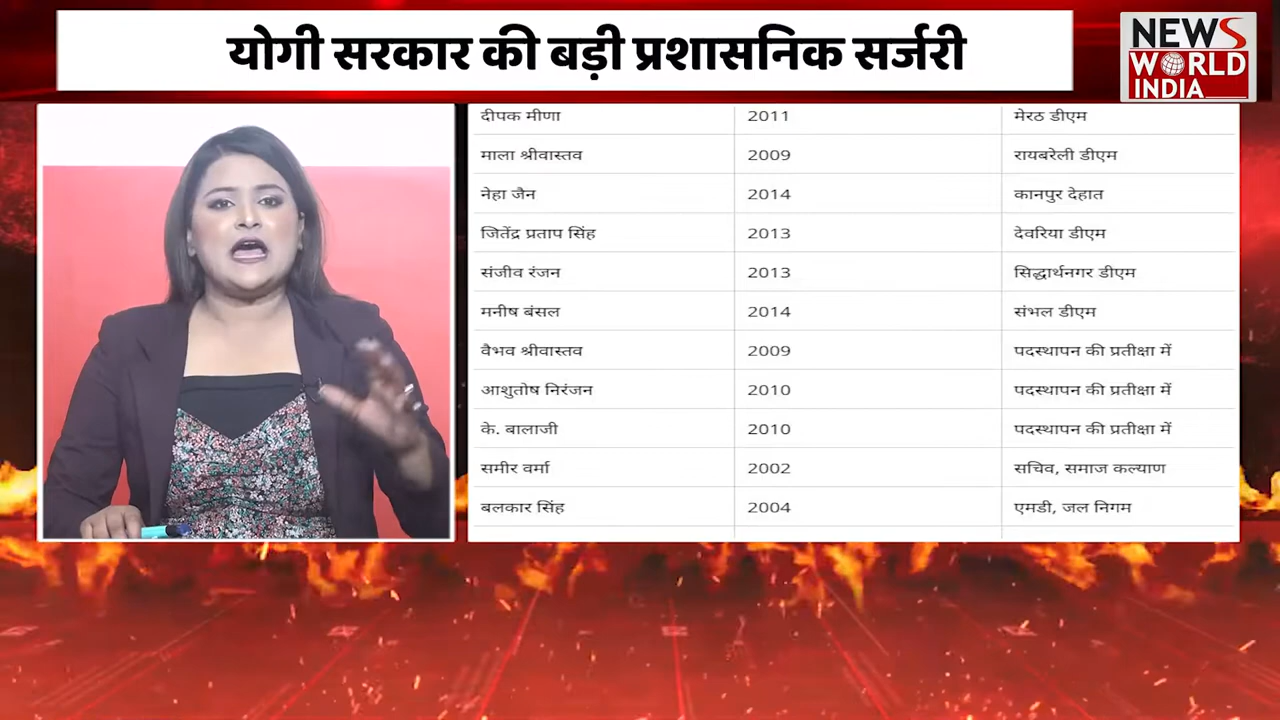 योगी सरकार की बड़ी प्रशासनिक सर्जरी
NEWS
WORLD
INDIA
दीपक मीणा 2011 मेरठ डीएम
माला श्रीवास्तव 2009 रायबरेली डीएम
नेहा जैन 2014 कानपुर देहात
जितेंद्र प्रताप सिंह 2013 देवरिया डीएम
संजीव रंजन 2013 सिद्धार्थनगर डीएम
मनीष बंसल 2014 संभल डीएम
वैभव श्रीवास्तव 2009 पदस्थापन की प्रतीक्षा में
आशुतोष निरंजन 2010 पदस्थापन की प्रतीक्षा में
के. बालाजी 2010 पदस्थापन की प्रतीक्षा में
समीर वर्मा 2002 सचिव, समाज कल्याण
बलकार सिंह 2004 एमडी, जल निगम